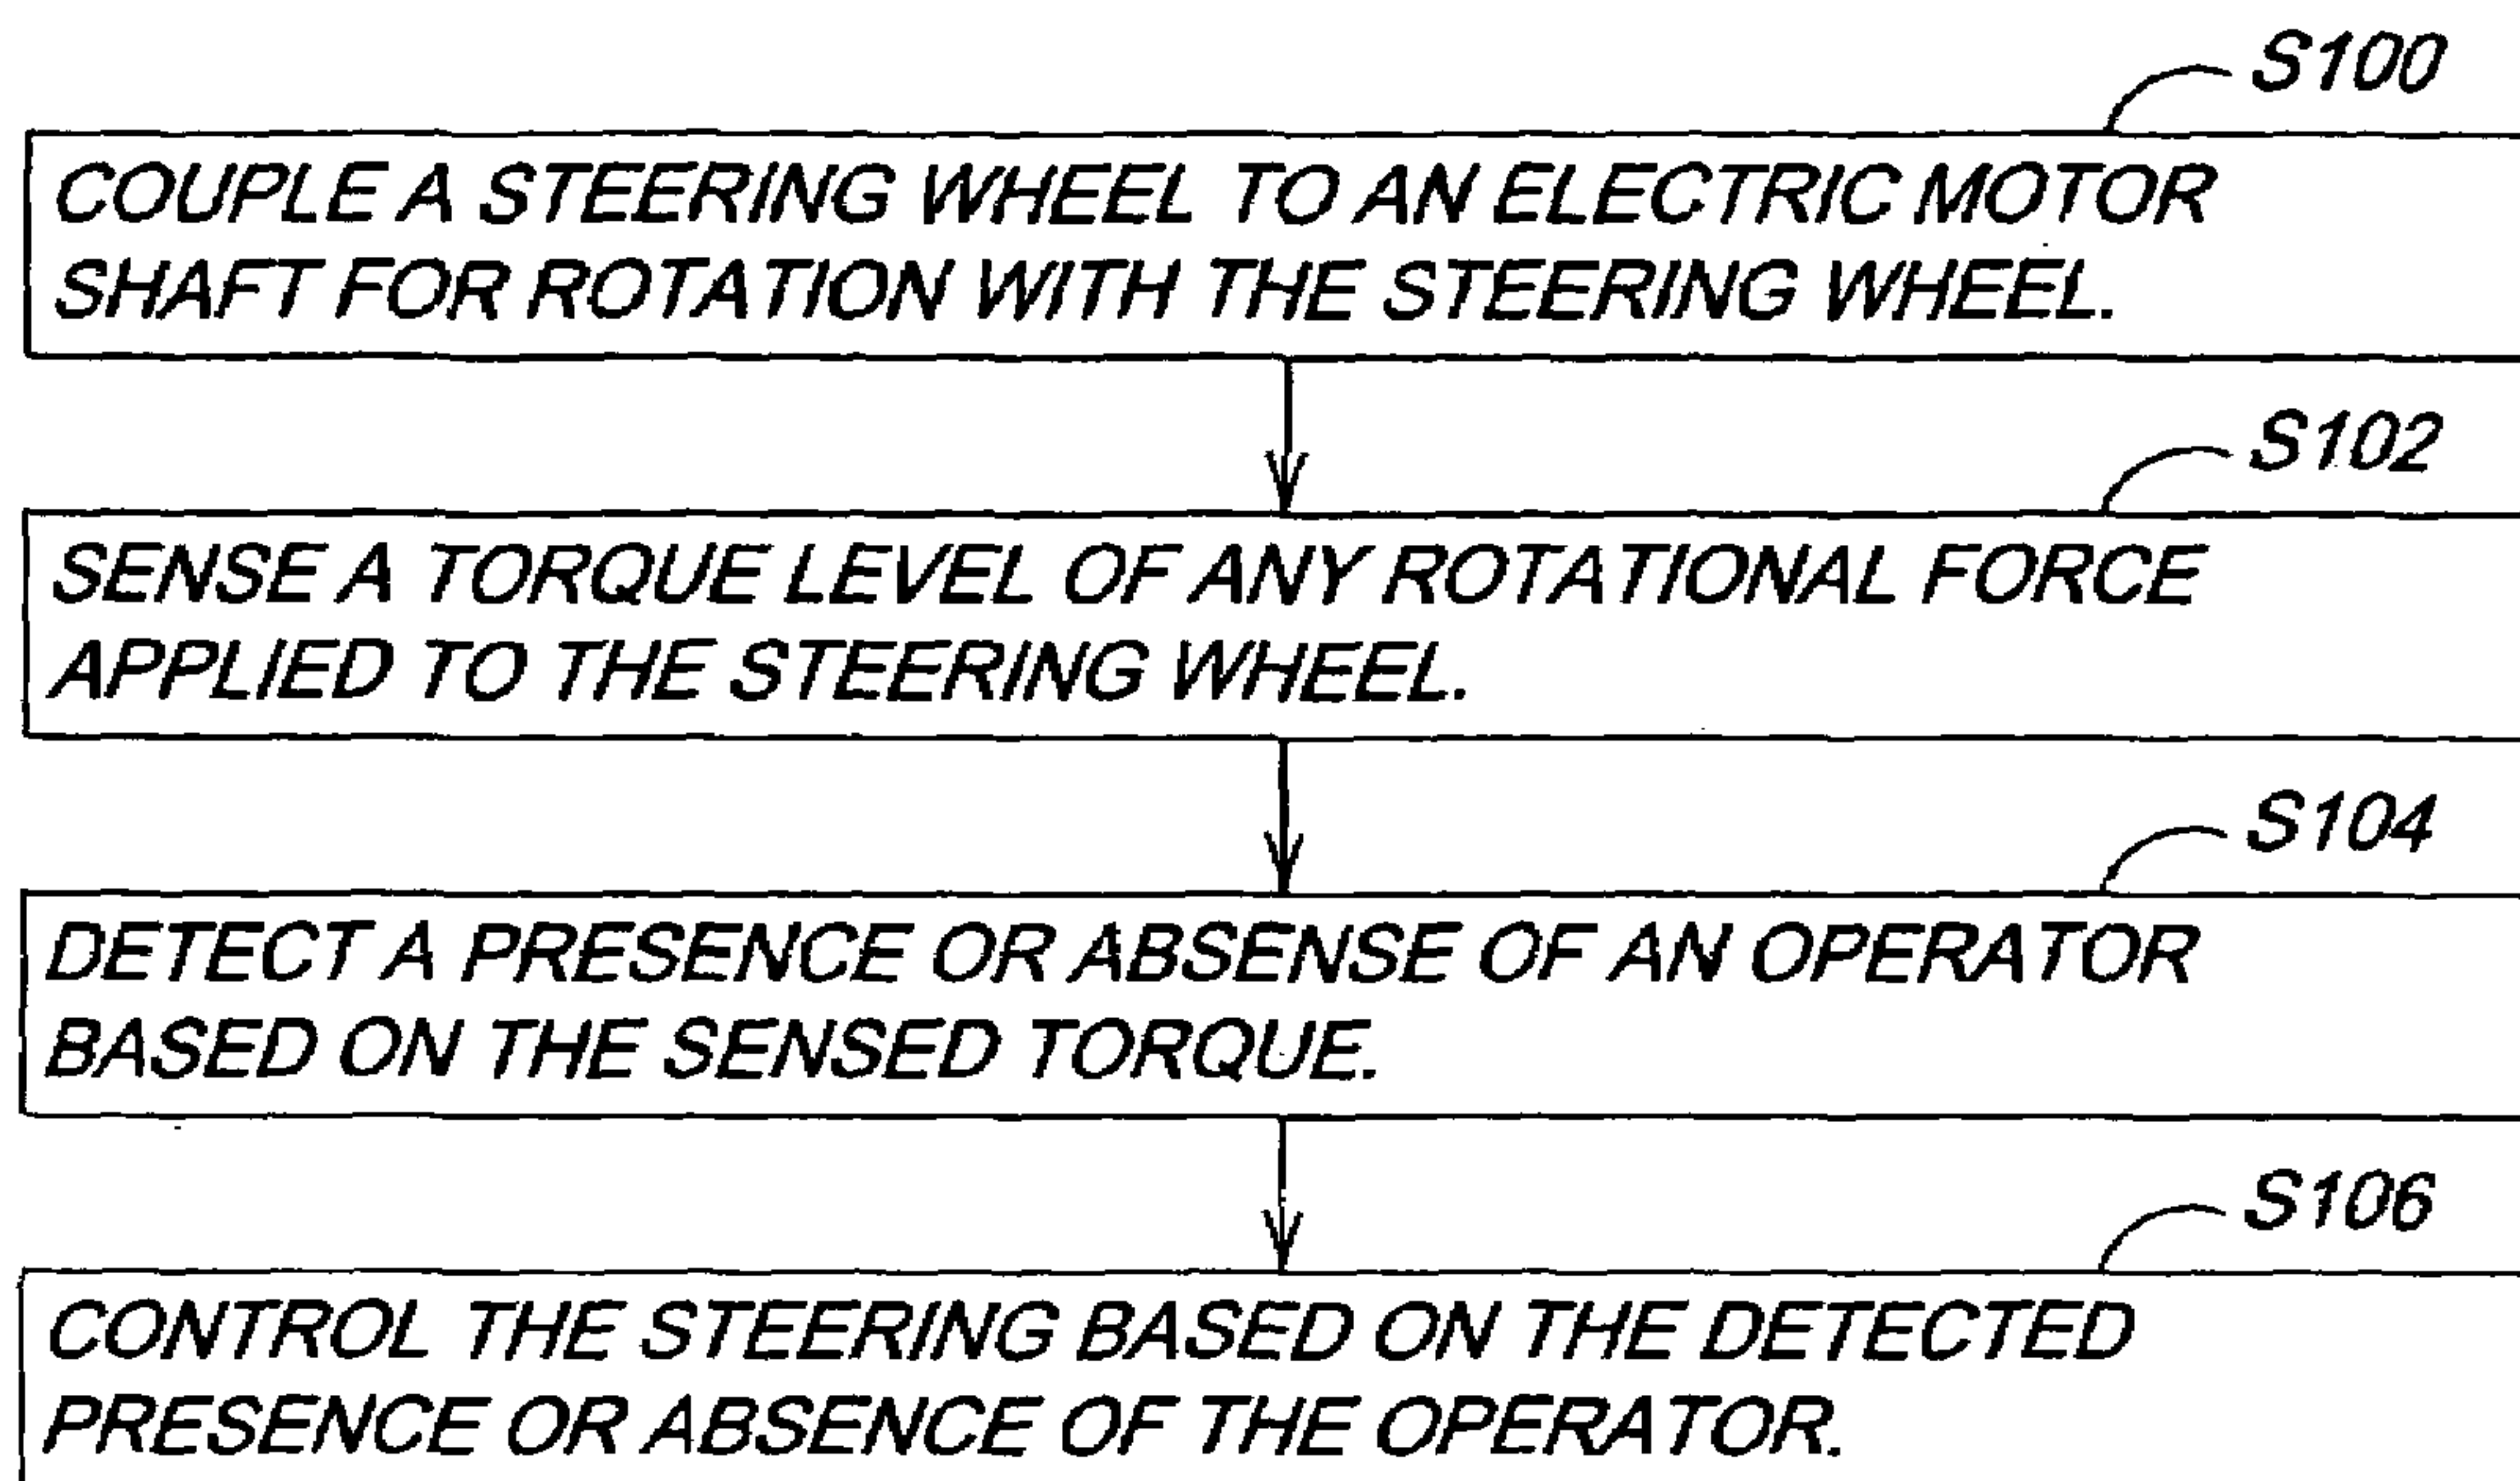 S100
COUPLE A STEERING WHEEL TO AN ELECTRIC MOTOR
SHAFT FOR ROTATION WITH THE STEERING WHEEL.
S102
SENSE A TORQUE LEVEL OF ANY ROTATIONAL FORCE
APPLIED TO THE STEERING WHEEL.
S104
DETECT A PRESENCE OR ABSENSE OF AN OPERATOR
BASED ON THE SENSED TORQUE.
S106
CONTROL THE STEERING BASED ON THE DETECTED
PRESENCE OR ABSENCE OF THE OPERATOR.